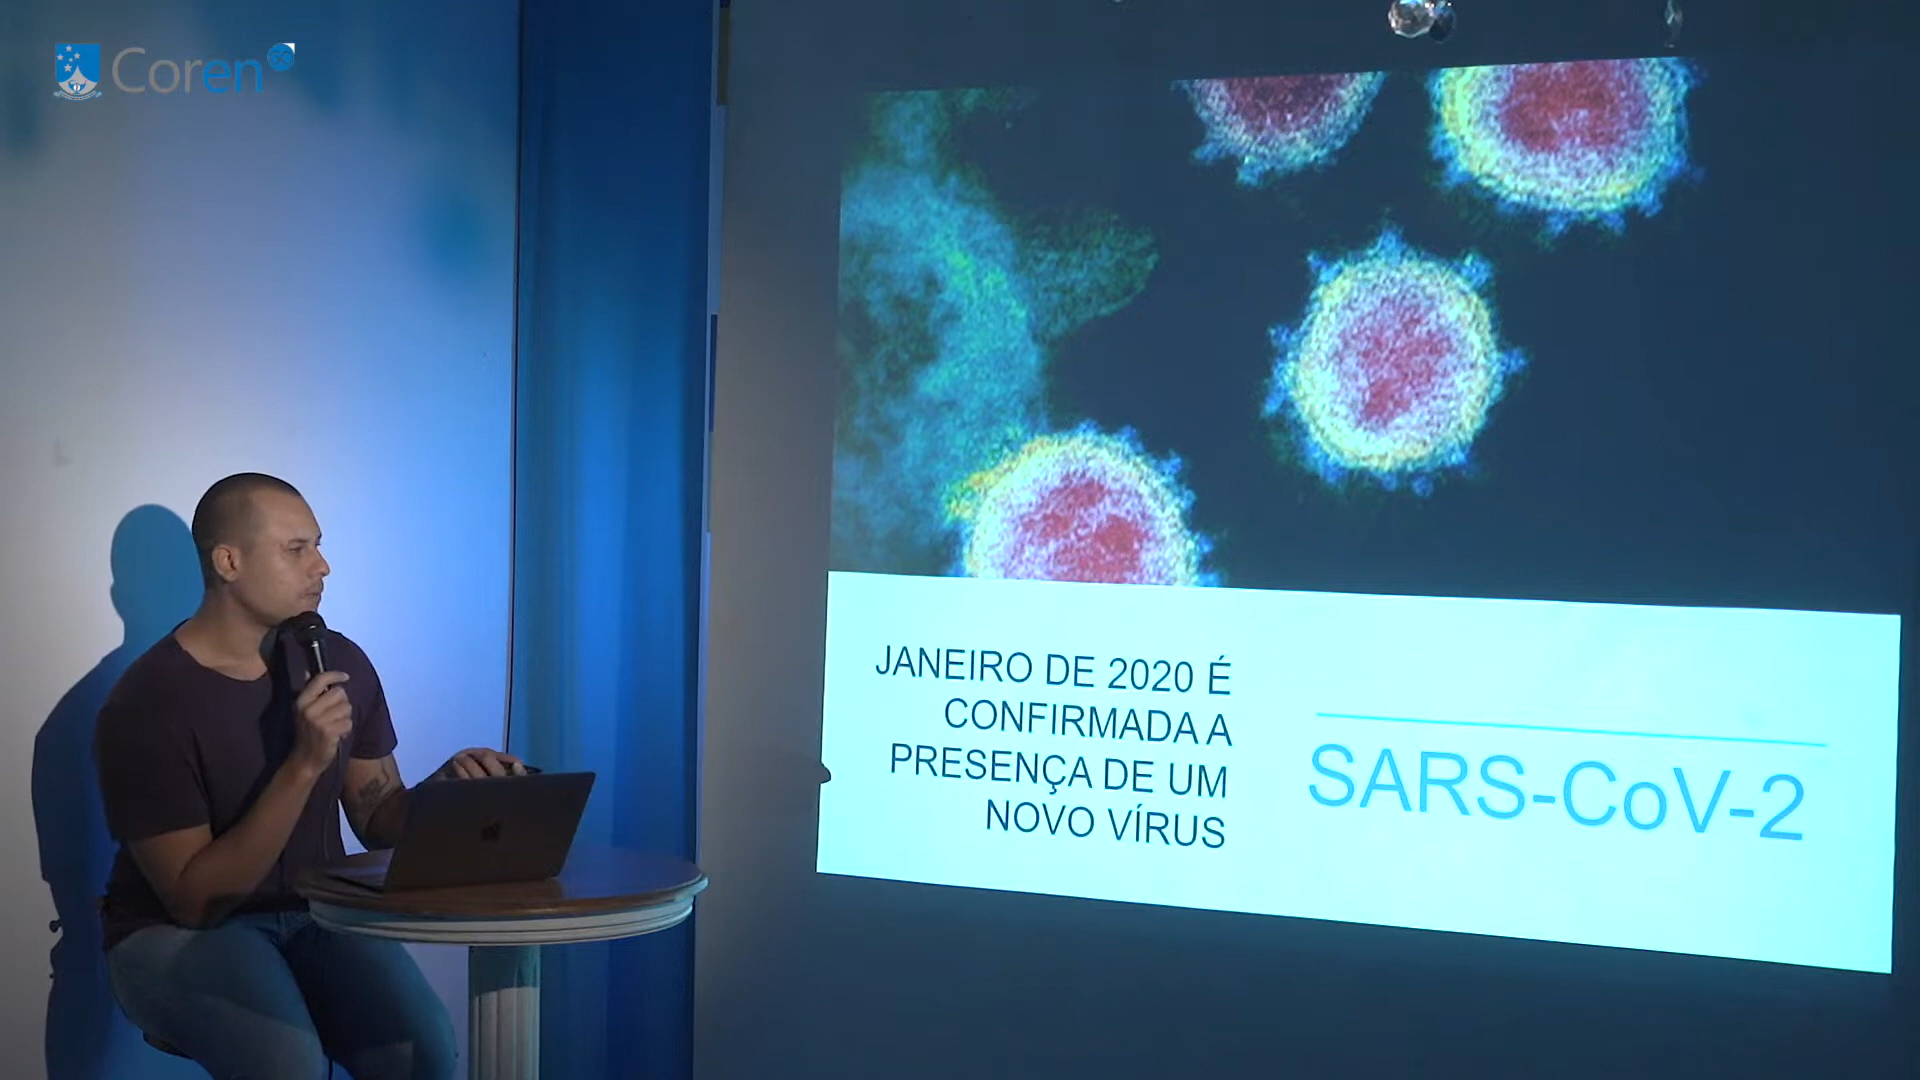 Coren
JANEIRO DE 2020 É
CONFIRMADA A
PRESENÇA DE UM
NOVO VÍRUS
SARS-CoV-2